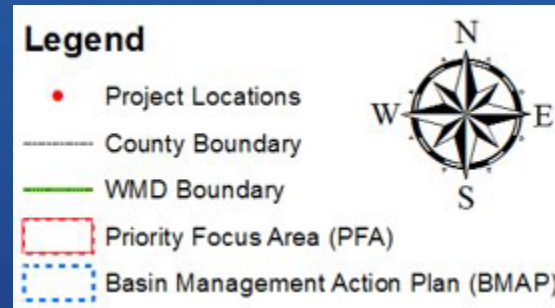 Legend
N
W
E
S
Project Locations
County Boundary
WMD Boundary
Priority Focus Area (PFA)
Basin Management Action Plan (BMAP)